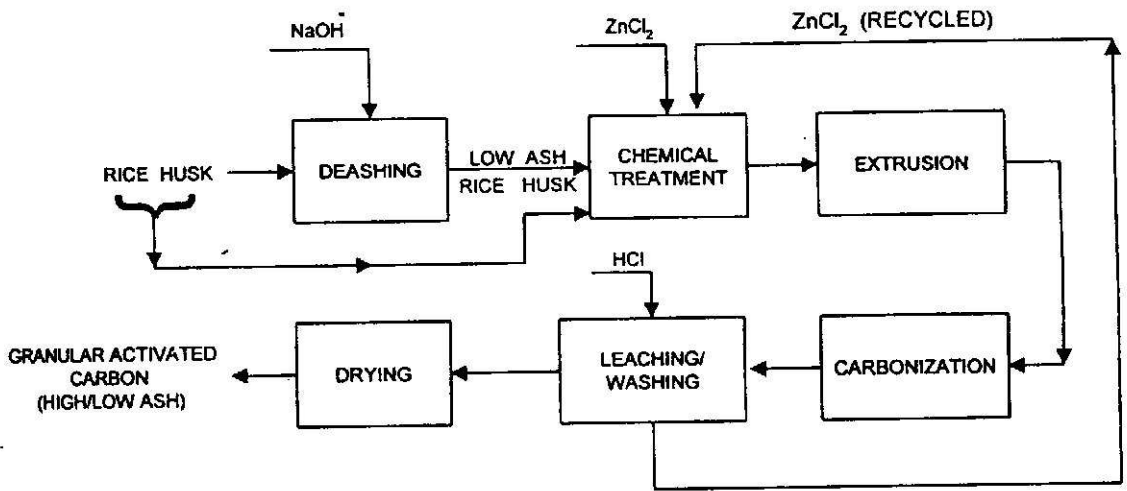 NaOH
ZnCl₂
ZnCl₂ (RECYCLED)
RICE HUSK
DEASHING
LOW ASH
RICE HUSK
CHEMICAL
TREATMENT
EXTRUSION
HCl
GRANULAR ACTIVATED
CARBON
(HIGH/LOW ASH)
DRYING
LEACHING/
WASHING
CARBONIZATION